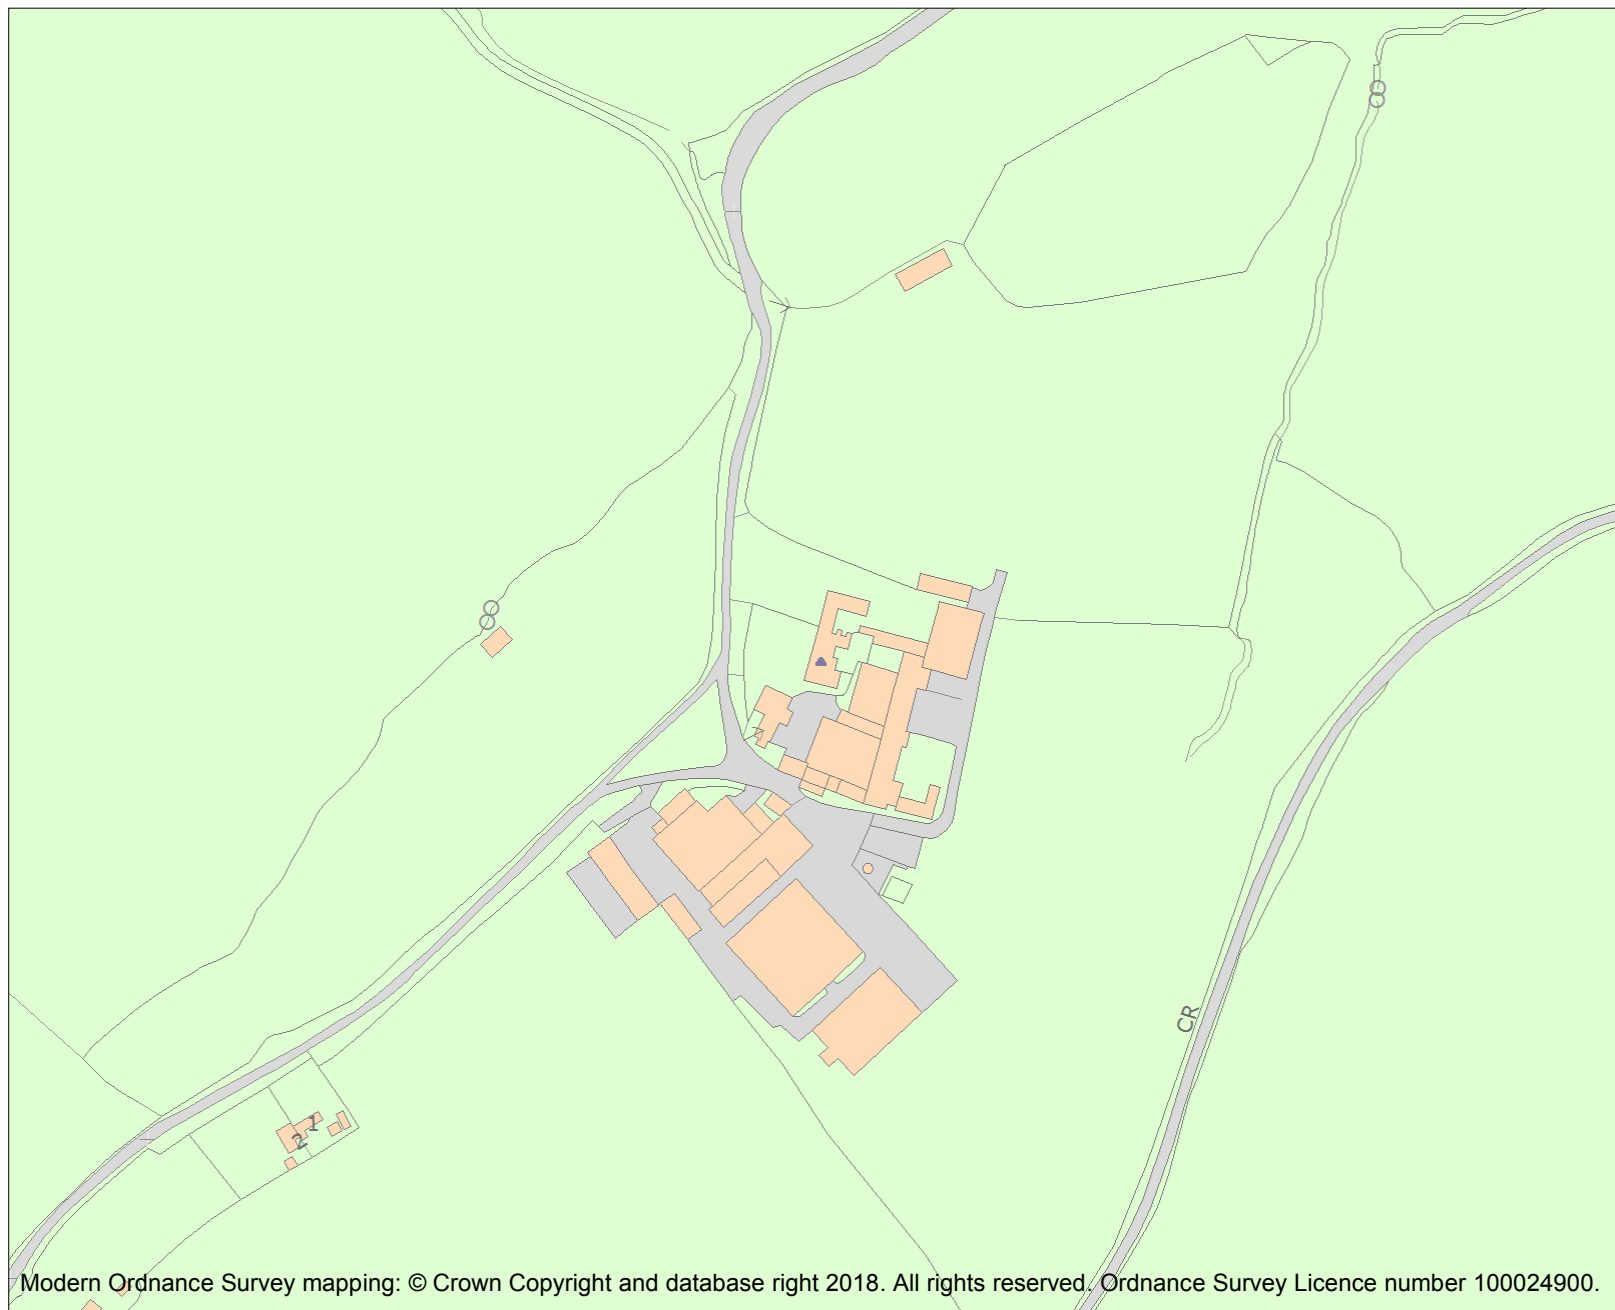 CR
1
2
Modern Ordnance Survey mapping: © Crown Copyright and database right 2018. All rights reserved. Ordnance Survey Licence number 100024900.